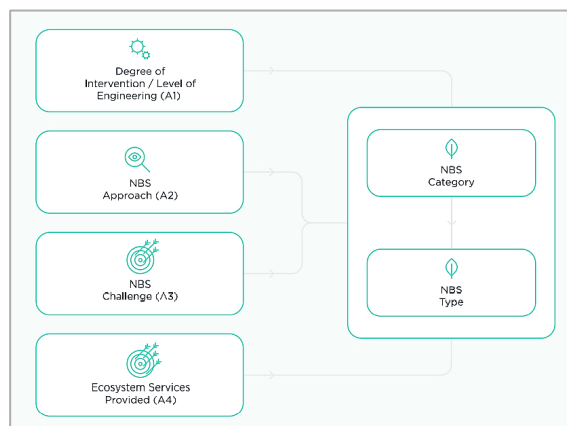 Degree of
Intervention / Level of
Engineering (A1)
NBS
Approach (A2)
NBS
Challenge (A3)
Ecosystem Services
Provided (A4)
NBS
Category
NBS
Type